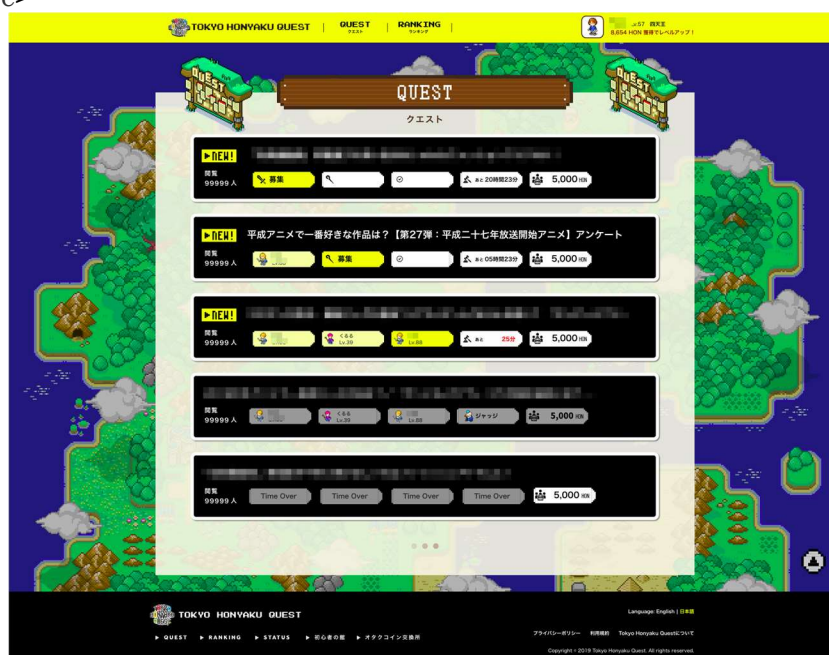 TOKYO HONYAKU QUEST
QUEST
クエスト
RANKING
ランキング
Lv.57 四天王
8,654 HON 獲得でレベルアップ！
QUEST
QUEST
QUEST
クエスト
▶NEW!
閲覧
99999 人
募集
あと 20時間23分
5,000 HON
▶NEW!
平成アニメで一番好きな作品は？【第27弾：平成二十七年放送開始アニメ】アンケート
閲覧
99999 人
募集
あと 05時間23分
5,000 HON
▶NEW!
閲覧
99999 人
くるる
Lv.39
Lv.88
あと 25分
5,000 HON
閲覧
99999 人
くるる
Lv.39
Lv.88
ジャッジ
5,000 HON
閲覧
99999 人
Time Over
Time Over
Time Over
Time Over
5,000 HON
TOKYO HONYAKU QUEST
Language: English | 日本語
▶ QUEST ▶ RANKING ▶ STATUS ▶ 初心者の館 ▶ オタクコイン交換所
プライバシーポリシー 利用規約 Tokyo Honyaku Questについて
Copyright © 2019 Tokyo Honyaku Quest. All rights reserved.